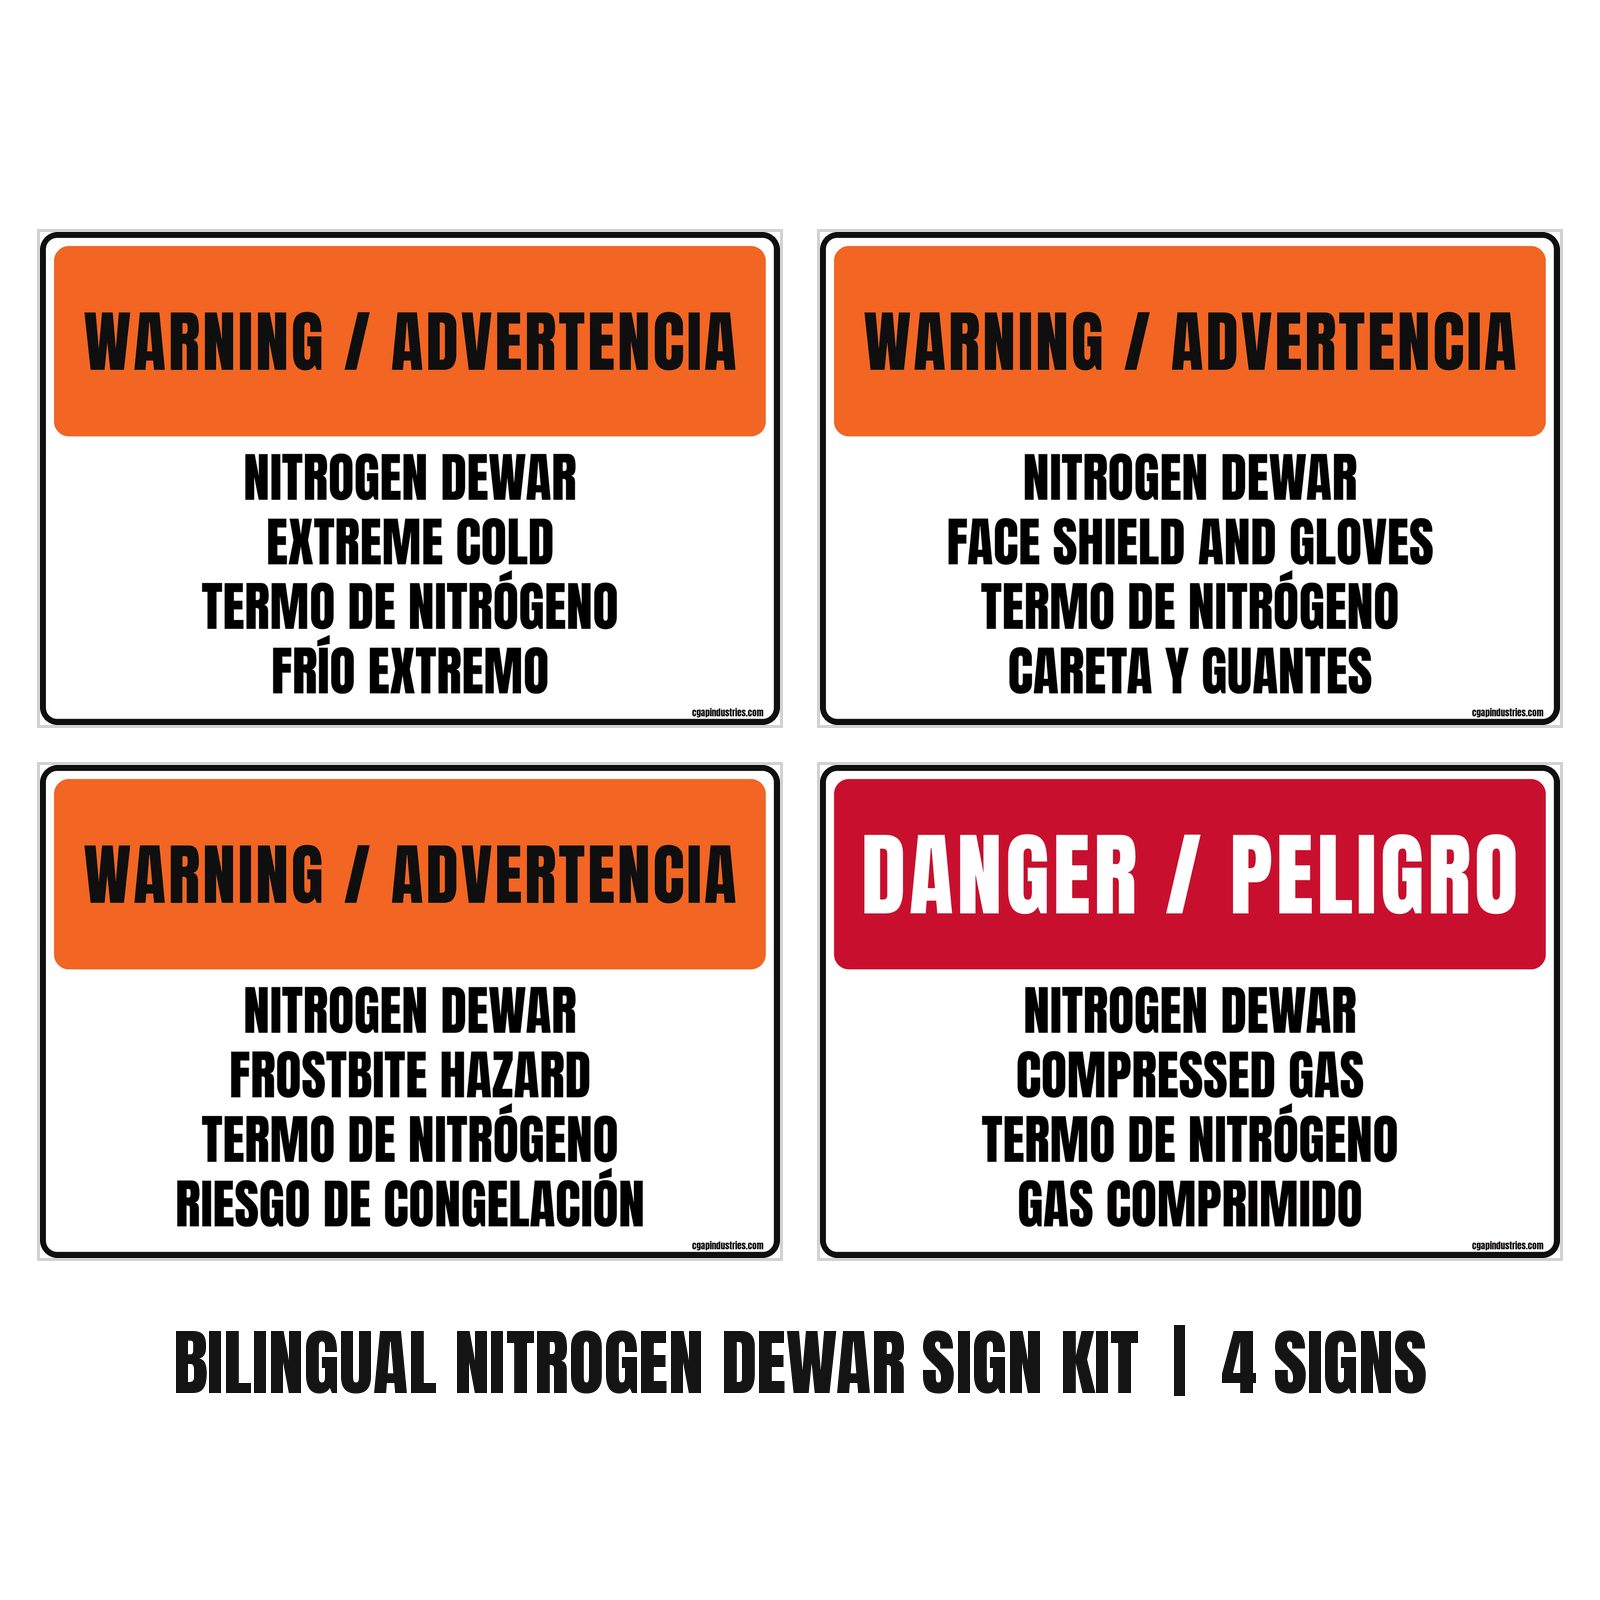 WARNING / ADVERTENCIA
NITROGEN DEWAR
EXTREME COLD
TERMO DE NITRÓGENO
FRÍO EXTREMO
cgapindustries.com
WARNING / ADVERTENCIA
NITROGEN DEWAR
FACE SHIELD AND GLOVES
TERMO DE NITRÓGENO
CARETA Y GUANTES
cgapindustries.com
WARNING / ADVERTENCIA
NITROGEN DEWAR
FROSTBITE HAZARD
TERMO DE NITRÓGENO
RIESGO DE CONGELACIÓN
cgapindustries.com
DANGER / PELIGRO
NITROGEN DEWAR
COMPRESSED GAS
TERMO DE NITRÓGENO
GAS COMPRIMIDO
cgapindustries.com
BILINGUAL NITROGEN DEWAR SIGN KIT | 4 SIGNS